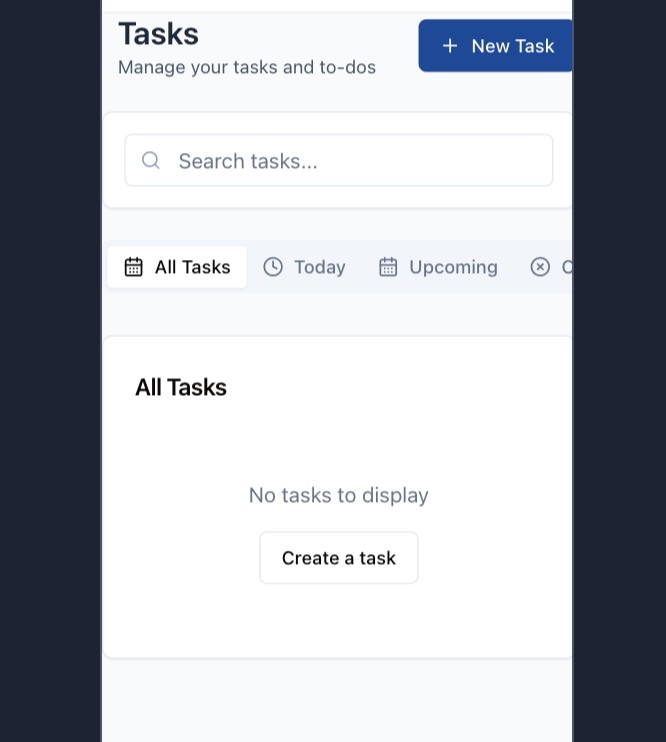 Tasks
New Task
Manage your tasks and to-dos
Search tasks...
All Tasks
Today
Upcoming
All Tasks
No tasks to display
Create a task